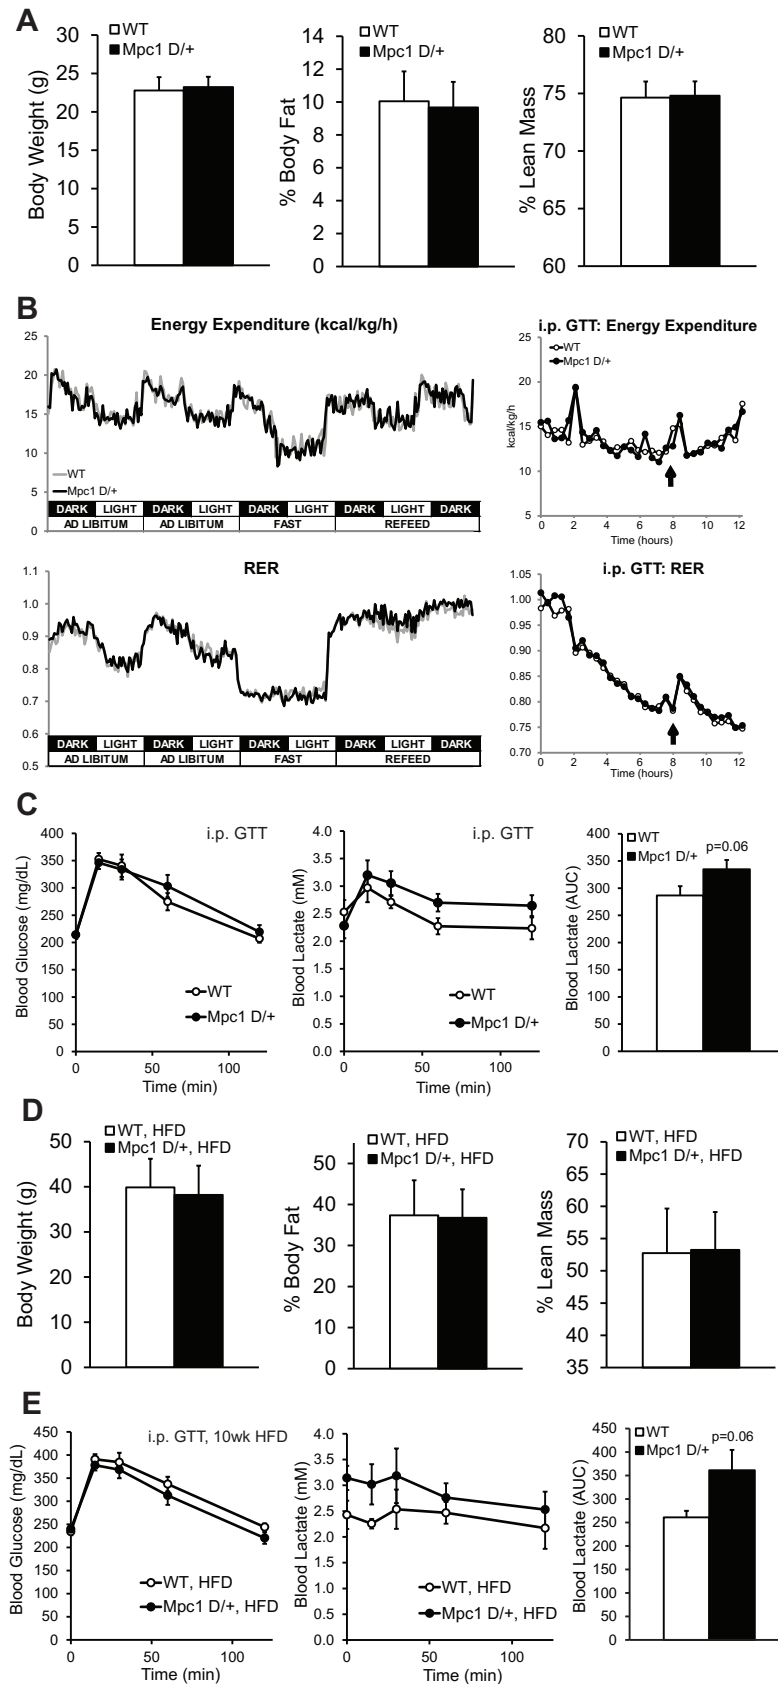 A
WT
Mpc1 D/+
Body Weight (g)
30
25
20
15
10
5
0
WT
Mpc1 D/+
% Body Fat
14
12
10
8
6
4
2
0
WT
Mpc1 D/+
% Lean Mass
80
75
70
65
60
B
Energy Expenditure (kcal/kg/h)
25
20
15
10
5
0
WT
Mpc1 D/+
DARK LIGHT DARK LIGHT DARK LIGHT DARK LIGHT DARK
AD LIBITUM AD LIBITUM FAST REFEED
i.p. GTT: Energy Expenditure
WT
Mpc1 D/+
kcal/kg/h
25
20
15
10
5
0 2 4 6 8 10 12
Time (hours)
RER
1.1
1.0
0.9
0.8
0.7
0.6
0.5
DARK LIGHT DARK LIGHT DARK LIGHT DARK LIGHT DARK
AD LIBITUM AD LIBITUM FAST REFEED
i.p. GTT: RER
1.05
1.00
0.95
0.90
0.85
0.80
0.75
0.70
0 2 4 6 8 10 12
Time (hours)
C
i.p. GTT
Blood Glucose (mg/dL)
400
350
300
250
200
150
100
50
0
WT
Mpc1 D/+
0 50 100
Time (min)
i.p. GTT
Blood Lactate (mM)
4.0
3.5
3.0
2.5
2.0
1.5
1.0
0.5
0.0
WT
Mpc1 D/+
0 50 100
Time (min)
WT
Mpc1 D/+
p=0.06
Blood Lactate (AUC)
400
350
300
250
200
150
100
50
0
D
WT, HFD
Mpc1 D/+, HFD
Body Weight (g)
50
40
30
20
10
0
WT, HFD
Mpc1 D/+, HFD
% Body Fat
50
40
30
20
10
0
WT, HFD
Mpc1 D/+, HFD
% Lean Mass
70
65
60
55
50
45
40
35
E
i.p. GTT, 10wk HFD
Blood Glucose (mg/dL)
450
400
350
300
250
200
150
100
50
0
WT, HFD
Mpc1 D/+, HFD
0 50 100
Time (min)
Blood Lactate (mM)
4.0
3.5
3.0
2.5
2.0
1.5
1.0
0.5
0.0
WT, HFD
Mpc1 D/+, HFD
0 50 100
Time (min)
WT
Mpc1 D/+
p=0.06
Blood Lactate (AUC)
450
400
350
300
250
200
150
100
50
0